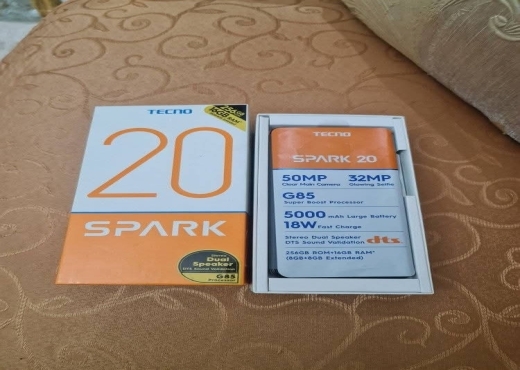 TECNO
256GB
20
SPARK
Stereo
Dual
Speaker
DTS Sound Validation
G85
Processor
TECNO
SPARK 20
50MP 32MP
Clear Main Camera Glowing Selfie
G85
Super Boost Processor
5000 mAh Large Battery
18W Fast Charge
Stereo Dual Speaker
DTS Sound Validation dts
256GB ROM+16GB RAM*
(8GB+8GB Extended)